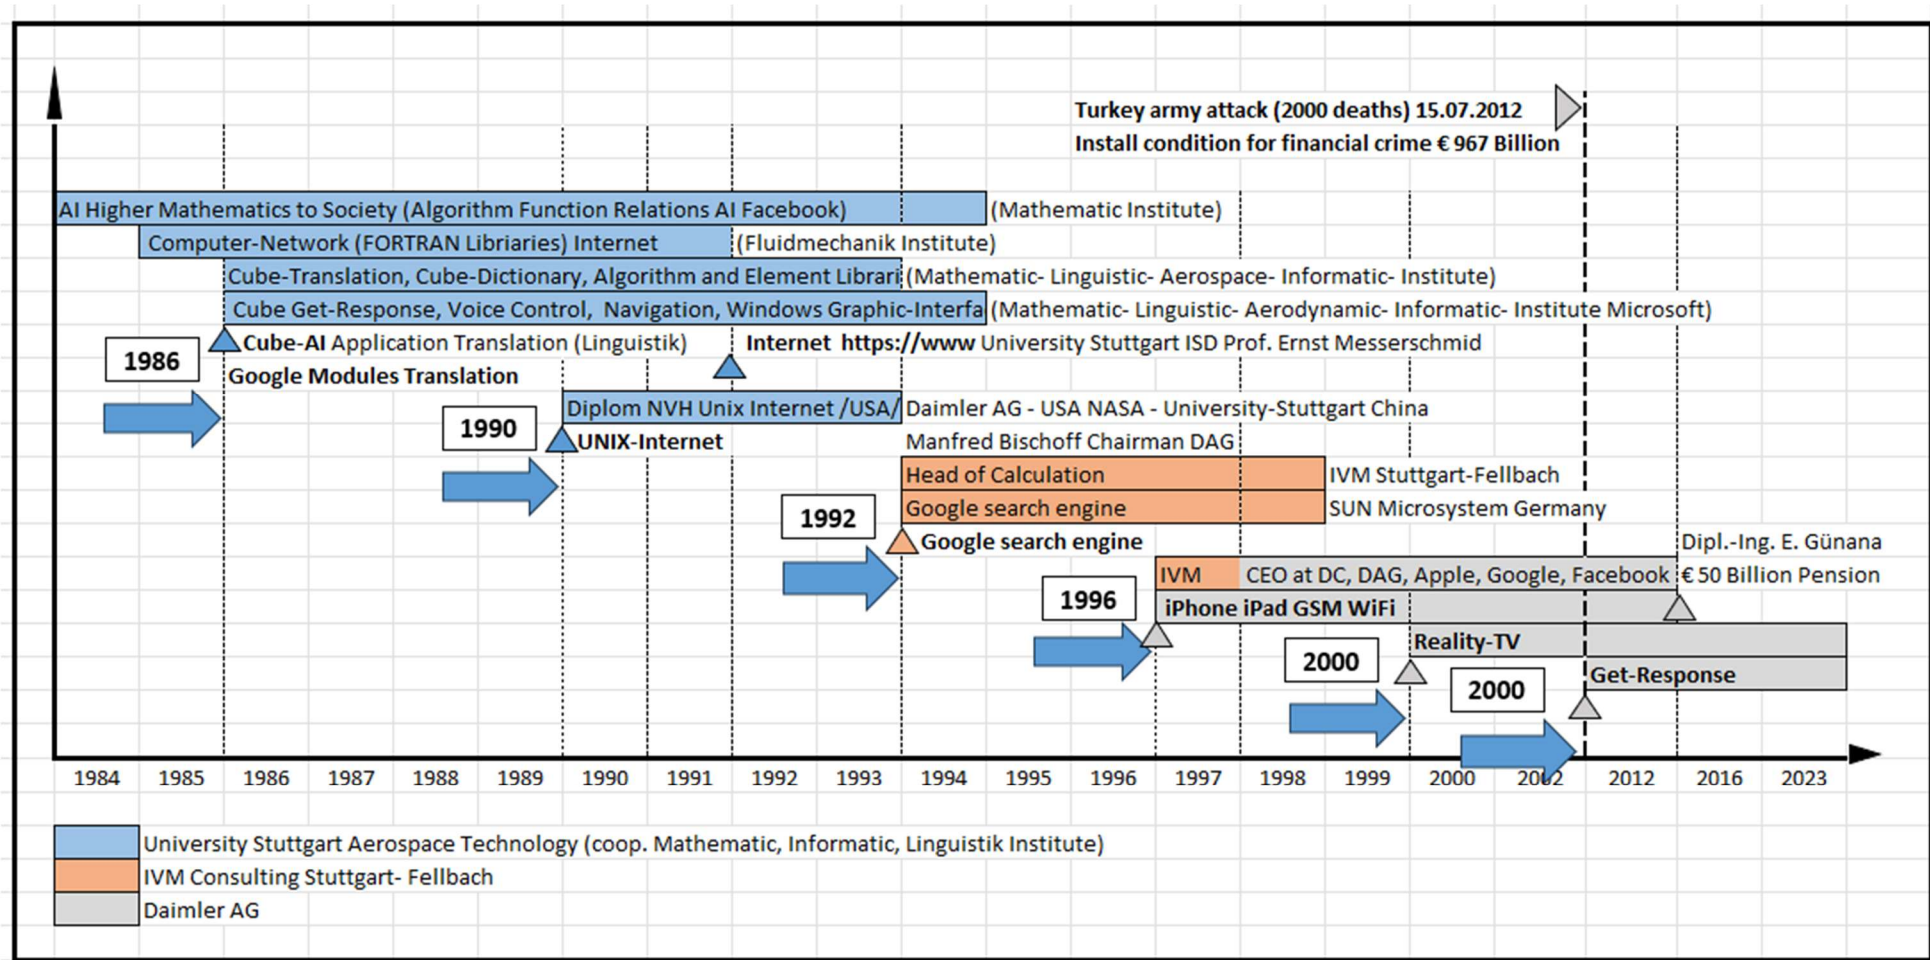 Turkey army attack (2000 deaths) 15.07.2012
Install condition for financial crime € 967 Billion
AI Higher Mathematics to Society (Algorithm Function Relations AI Facebook) (Mathematic Institute)
Computer-Network (FORTRAN Libriaries) Internet (Fluidmechanik Institute)
Cube-Translation, Cube-Dictionary, Algorithm and Element Librari (Mathematic- Linguistic- Aerospace- Informatic- Institute)
Cube Get-Response, Voice Control, Navigation, Windows Graphic-Interfa (Mathematic- Linguistic- Aerodynamic- Informatic- Institute Microsoft)
1986 Cube-AI Application Translation (Linguistik) Internet https://www University Stuttgart ISD Prof. Ernst Messerschmid
Google Modules Translation
Diplom NVH Unix Internet /USA/ Daimler AG - USA NASA - University-Stuttgart China
1990 UNIX-Internet Manfred Bischoff Chairman DAG
Head of Calculation IVM Stuttgart-Fellbach
Google search engine SUN Microsystem Germany
1992 Google search engine Dipl.-Ing. E. Günana
IVM CEO at DC, DAG, Apple, Google, Facebook € 50 Billion Pension
1996 iPhone iPad GSM WiFi
Reality-TV
2000 Get-Response
2000
1984 1985 1986 1987 1988 1989 1990 1991 1992 1993 1994 1995 1996 1997 1998 1999 2000 2002 2012 2016 2023
University Stuttgart Aerospace Technology (coop. Mathematic, Informatic, Linguistik Institute)
IVM Consulting Stuttgart- Fellbach
Daimler AG